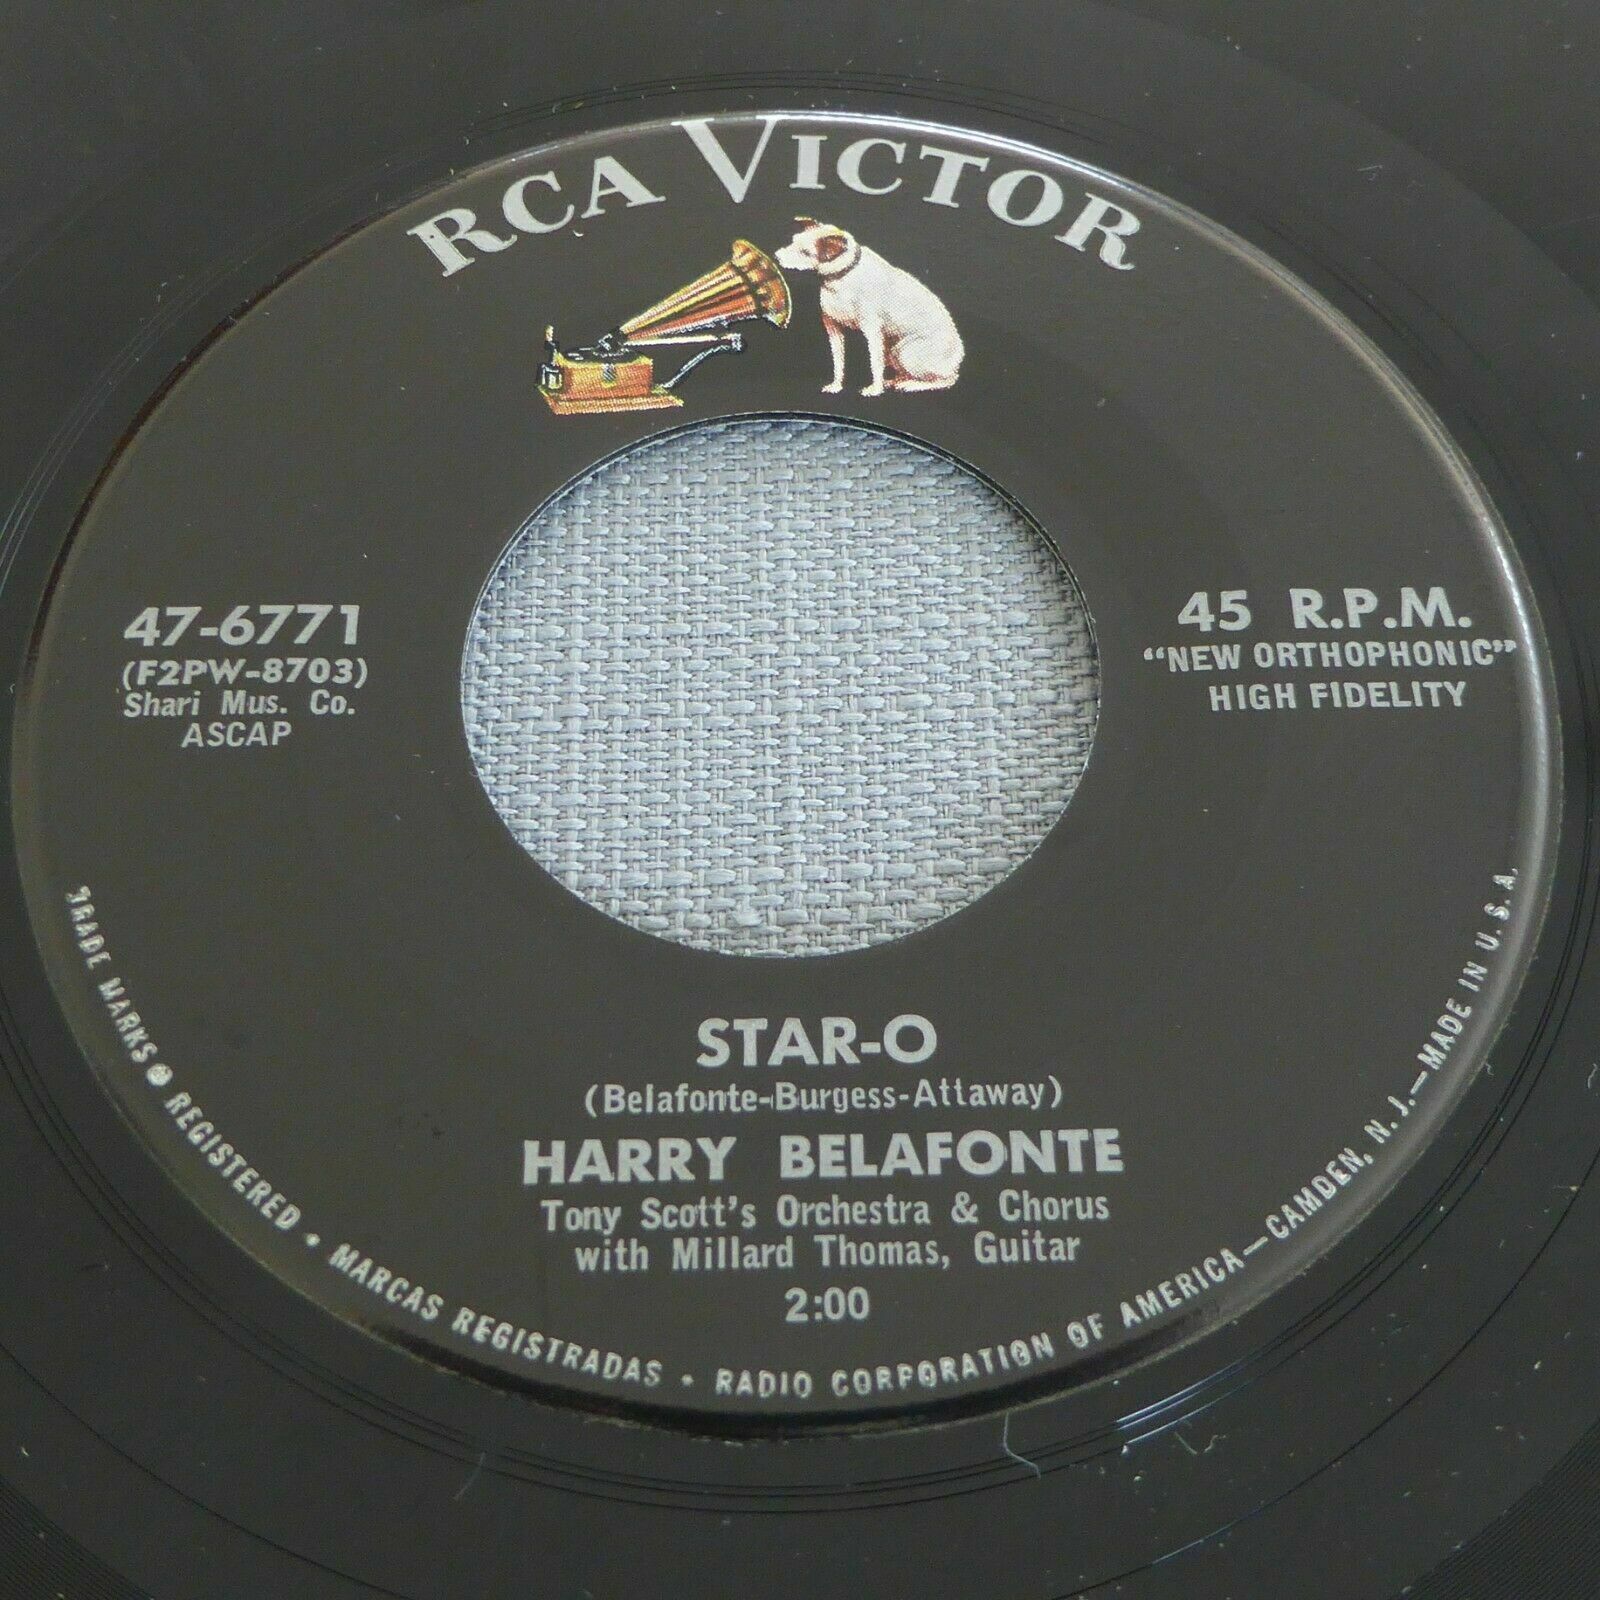 RCA VICTOR
47-6771
(F2PW-8703)
Shari Mus. Co.
ASCAP
45 R.P.M.
"NEW ORTHOPHONIC"
HIGH FIDELITY
STAR-O
(Belafonte-Burgess-Attaway)
HARRY BELAFONTE
Tony Scott's Orchestra & Chorus
with Millard Thomas, Guitar
2:00
TRADE MARKS ® REGISTERED • MARCAS REGISTRADAS • RADIO CORPORATION OF AMERICA—CAMDEN, N. J.—MADE IN U. S. A.